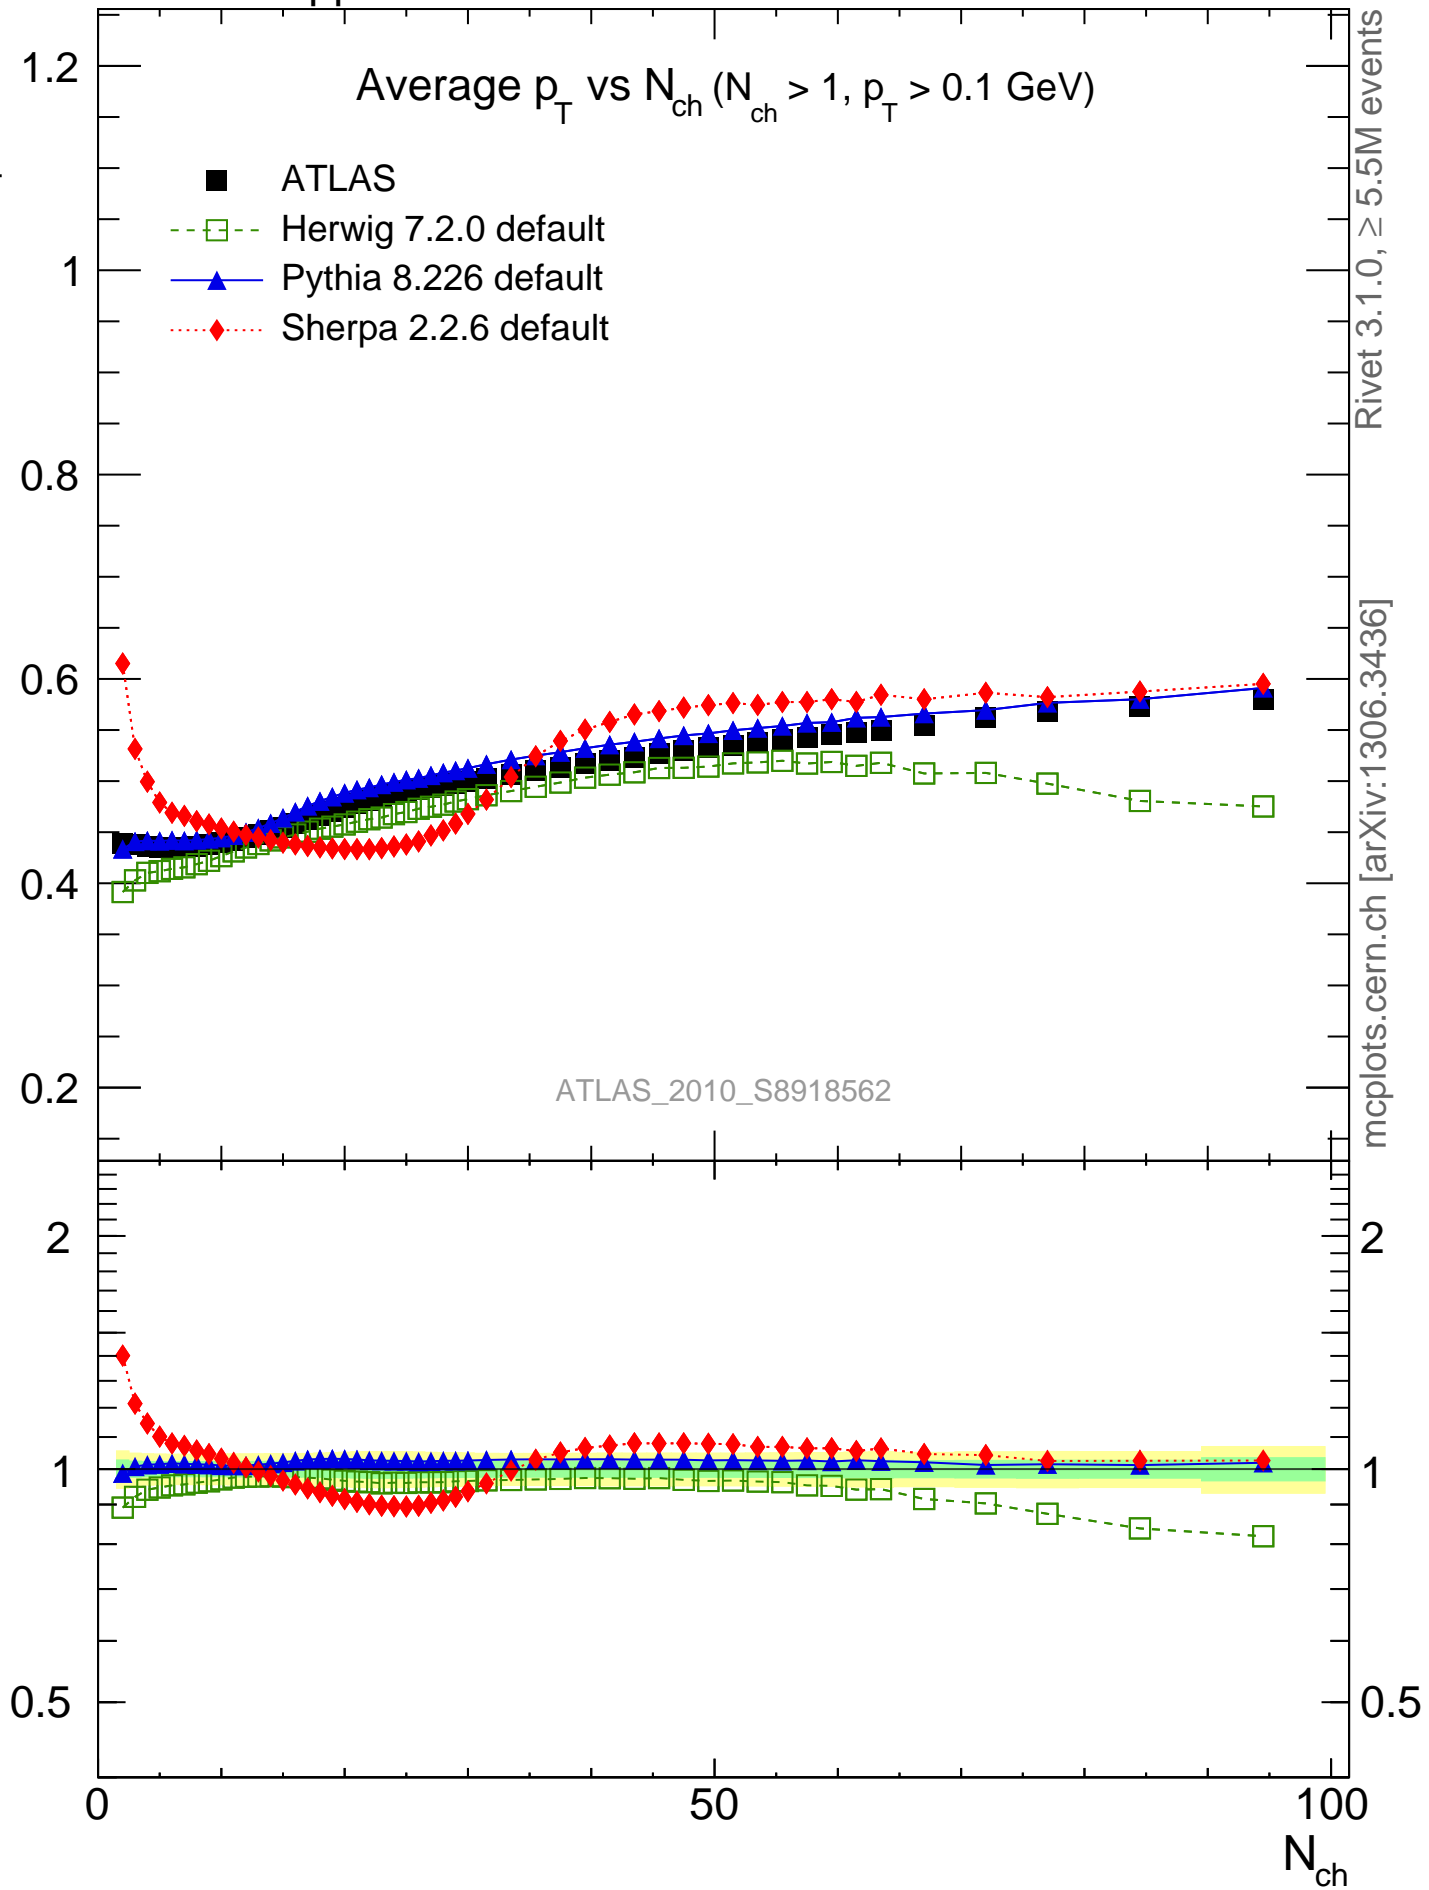 Average p_T vs N_ch (N_ch > 1, p_T > 0.1 GeV)
ATLAS
Herwig 7.2.0 default
Pythia 8.226 default
Sherpa 2.2.6 default
1.2
1
0.8
0.6
0.4
0.2
ATLAS_2010_S8918562
Rivet 3.1.0, ≥ 5.5M events
mcplots.cern.ch [arXiv:1306.3436]
2
1
0.5
2
1
0.5
0
50
100
N_ch